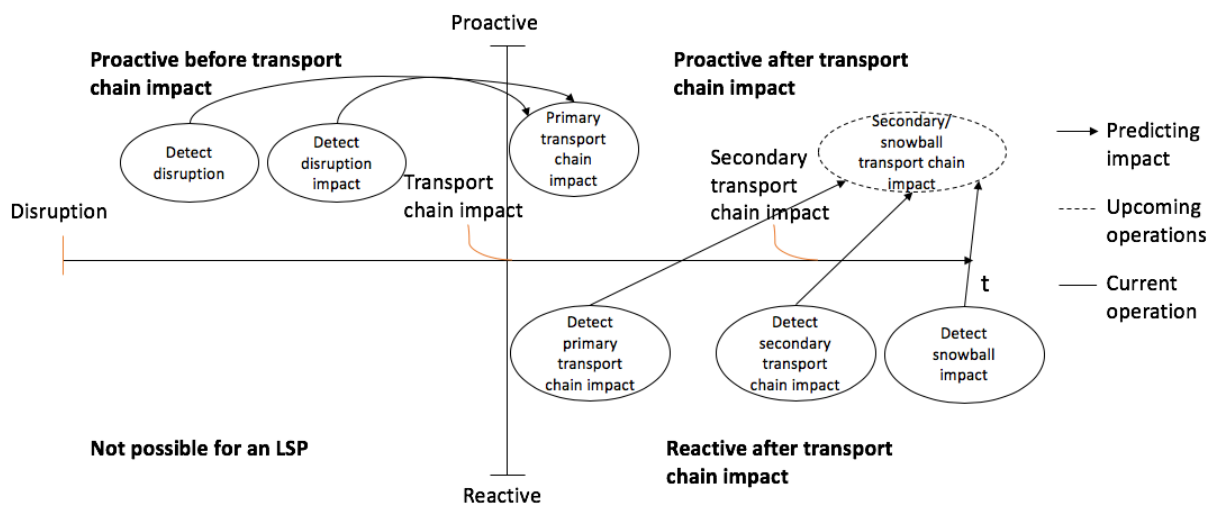 Proactive
Proactive before transport
chain impact
Proactive after transport
chain impact
Detect
disruption
Detect
disruption
impact
Primary
transport
chain
impact
Secondary/
snowball
transport chain
impact
Predicting
impact
Transport
chain impact
Secondary
transport
chain impact
Disruption
Upcoming
operations
t
Current
operation
Detect
primary
transport
chain impact
Detect
secondary
transport
chain impact
Detect
snowball
impact
Not possible for an LSP
Reactive after transport
chain impact
Reactive